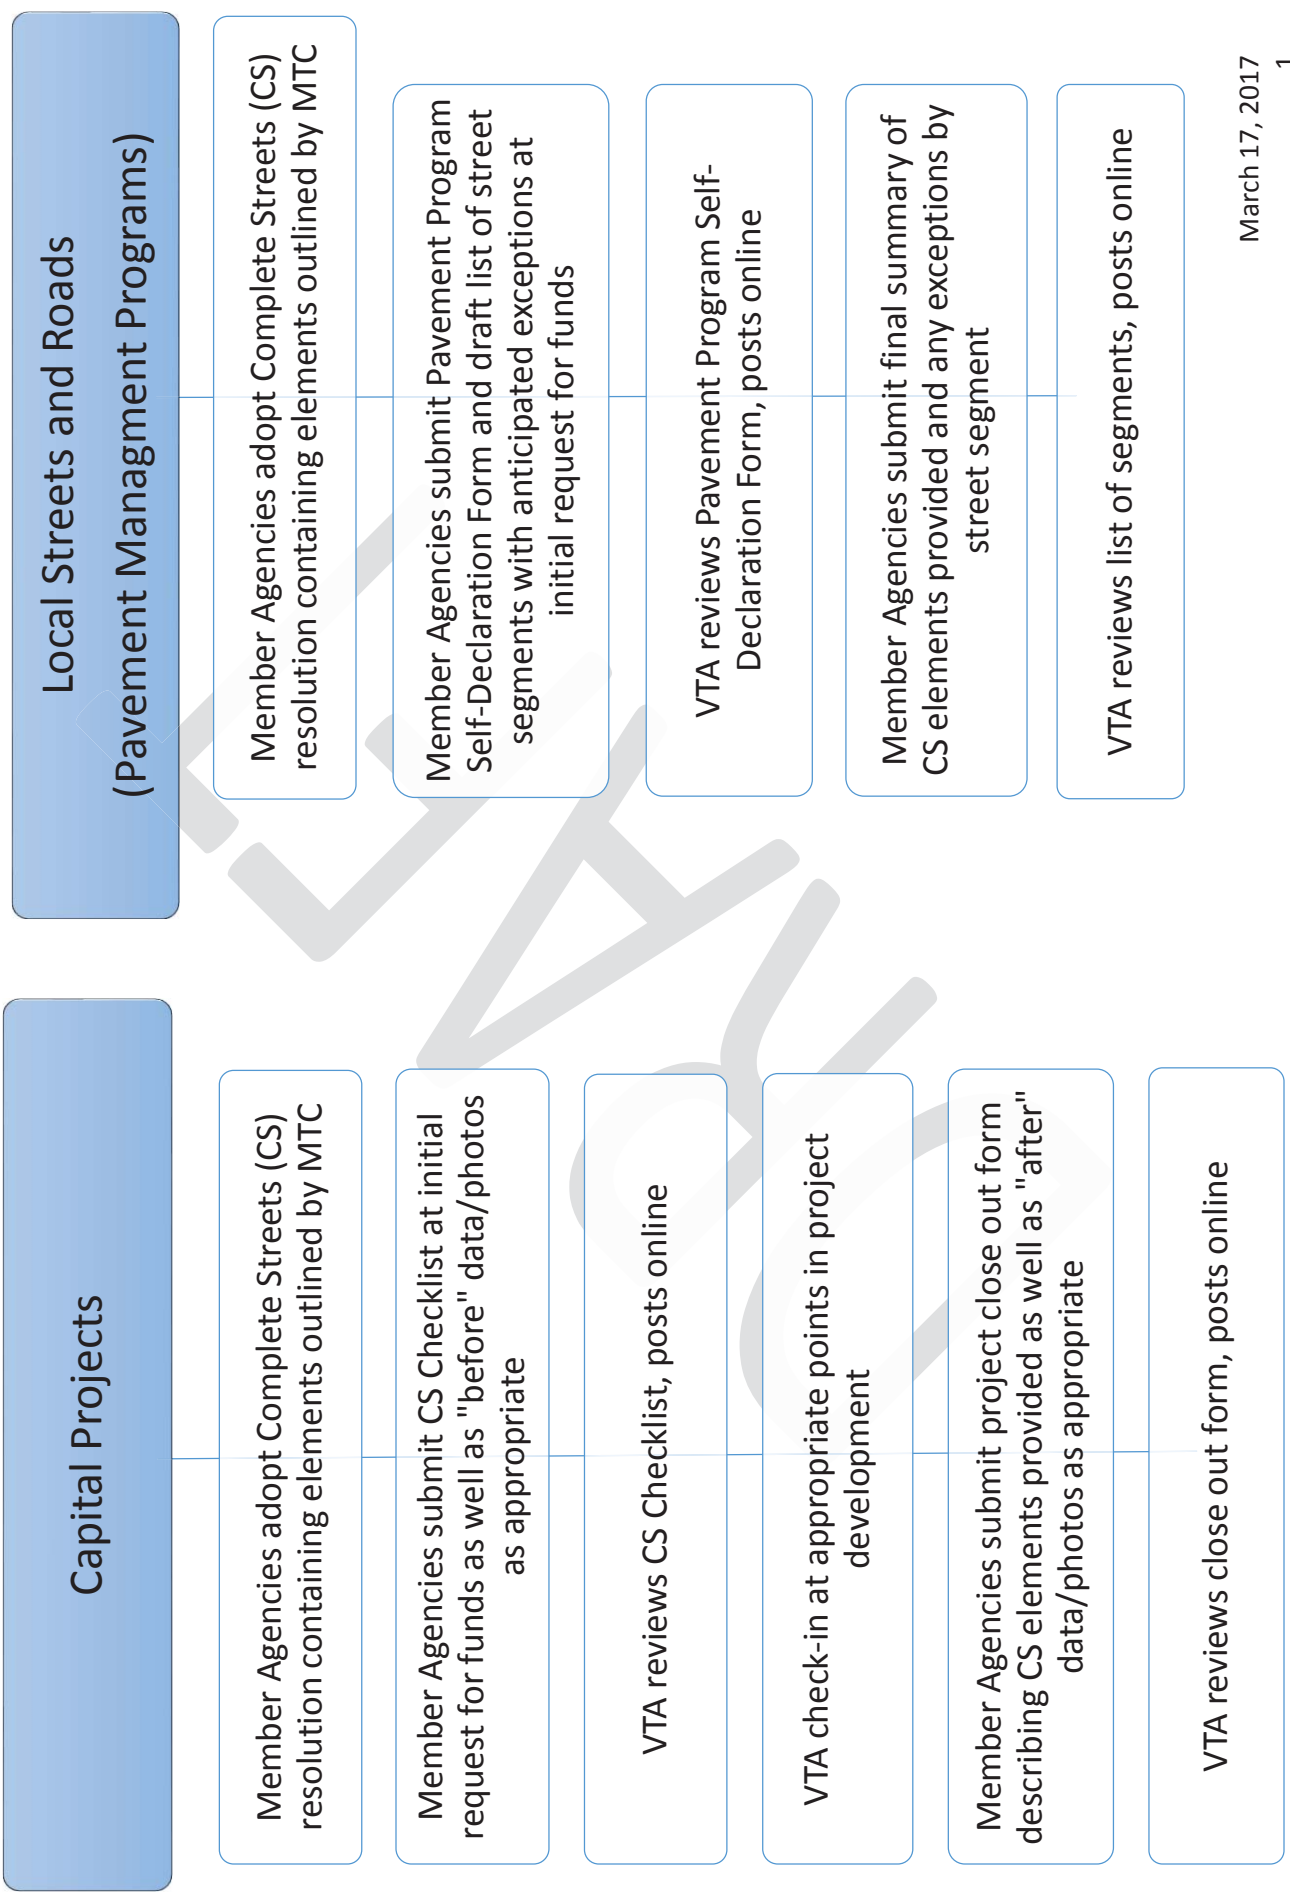 Capital Projects
Member Agencies adopt Complete Streets (CS)
resolution containing elements outlined by MTC
Member Agencies submit CS Checklist at initial
request for funds as well as "before" data/photos
as appropriate
VTA reviews CS Checklist, posts online
VTA check-in at appropriate points in project
development
Member Agencies submit project close out form
describing CS elements provided as well as "after"
data/photos as appropriate
VTA reviews close out form, posts online
Local Streets and Roads
(Pavement Managment Programs)
Member Agencies adopt Complete Streets (CS)
resolution containing elements outlined by MTC
Member Agencies submit Pavement Program
Self-Declaration Form and draft list of street
segments with anticipated exceptions at
initial request for funds
VTA reviews Pavement Program Self-
Declaration Form, posts online
Member Agencies submit final summary of
CS elements provided and any exceptions by
street segment
VTA reviews list of segments, posts online
March 17, 2017
1
DRAFT